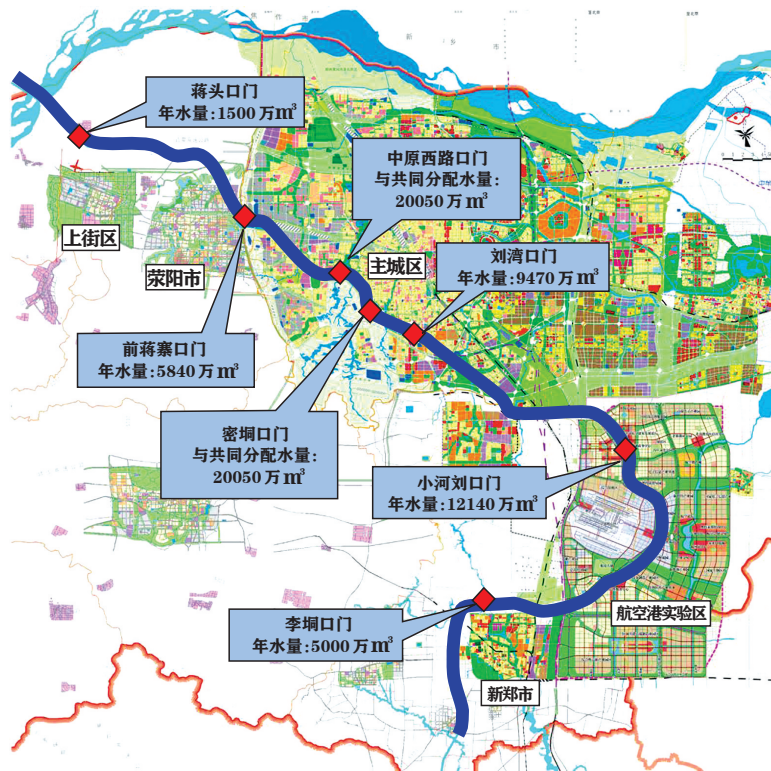 焦作市
新乡市
蒋头口门
年水量:1500万m³
中原西路口门
与共同分配水量:
20050万m³
上街区
荥阳市
主城区
刘湾口门
年水量:9470万m³
前蒋寨口门
年水量:5840万m³
密垌口门
与共同分配水量:
20050万m³
小河刘口门
年水量:12140万m³
李垌口门
年水量:5000万m³
航空港实验区
新郑市